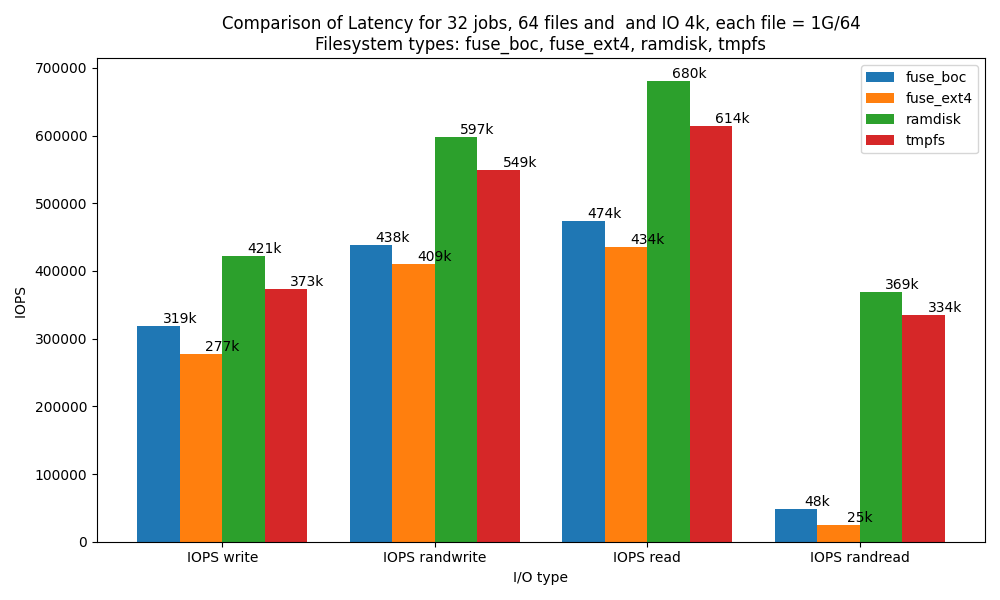 Comparison of Latency for 32 jobs, 64 files and  and IO 4k, each file = 1G/64
Filesystem types: fuse_boc, fuse_ext4, ramdisk, tmpfs
700000
600000
500000
400000
300000
200000
100000
0
IOPS
319k
277k
421k
373k
438k
409k
597k
549k
474k
434k
680k
614k
48k
25k
369k
334k
fuse_boc
fuse_ext4
ramdisk
tmpfs
IOPS write
IOPS randwrite
IOPS read
IOPS randread
I/O type